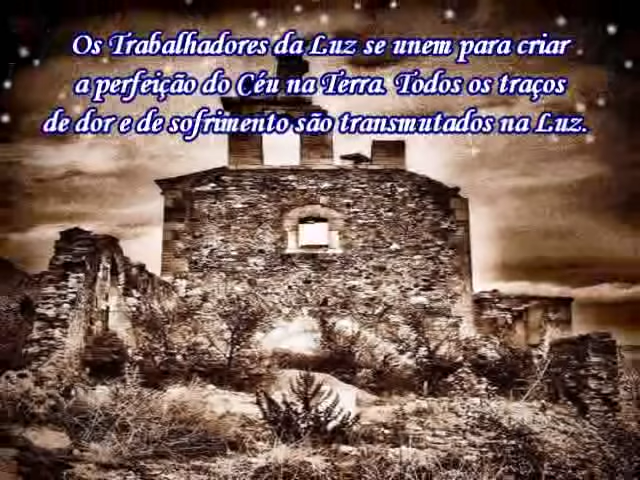 Os Trabalhadores da Luz se unem para criar
a perfeição do Céu na Terra. Todos os traços
de dor e de sofrimento são transmutados na Luz.